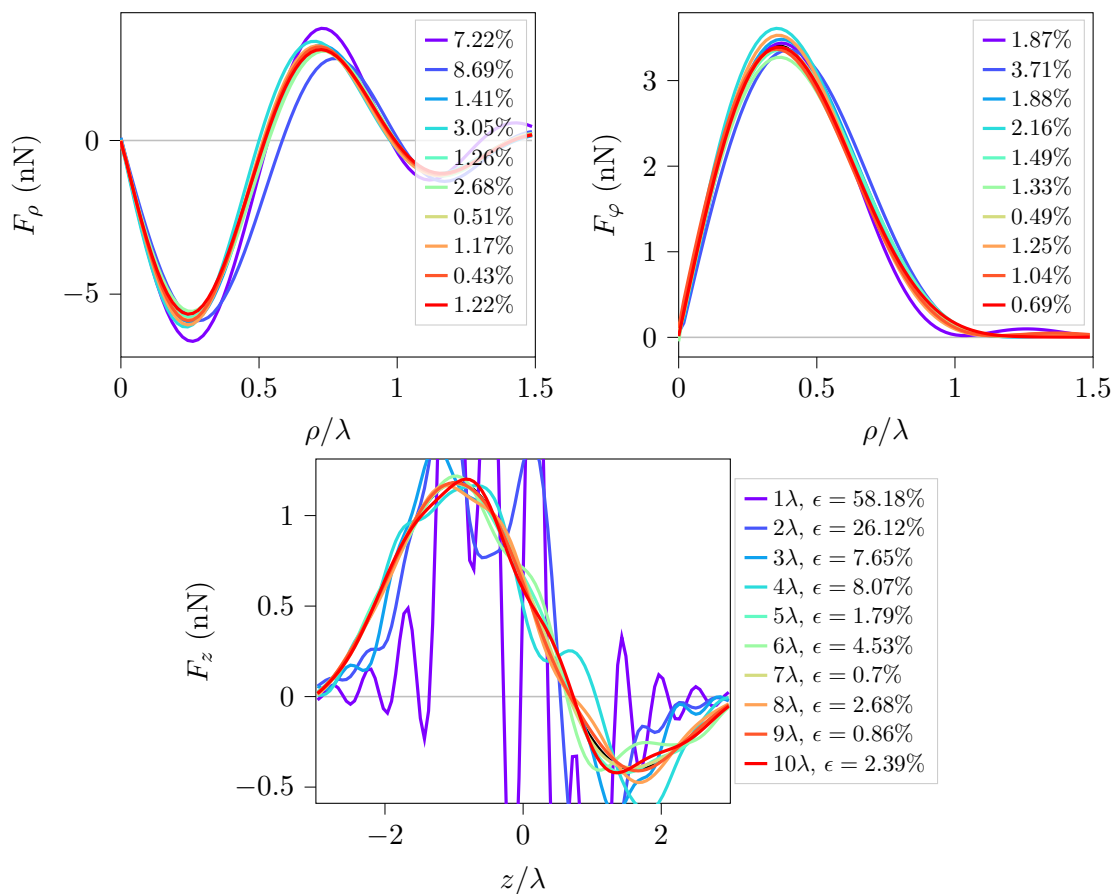 7.22%
8.69%
1.41%
3.05%
1.26%
2.68%
0.51%
1.17%
0.43%
1.22%
0
−5
F_ρ (nN)
0
0.5
1
1.5
ρ/λ
1.87%
3.71%
1.88%
2.16%
1.49%
1.33%
0.49%
1.25%
1.04%
0.69%
3
2
1
0
F_φ (nN)
0
0.5
1
1.5
ρ/λ
1λ, ϵ = 58.18%
2λ, ϵ = 26.12%
3λ, ϵ = 7.65%
4λ, ϵ = 8.07%
5λ, ϵ = 1.79%
6λ, ϵ = 4.53%
7λ, ϵ = 0.7%
8λ, ϵ = 2.68%
9λ, ϵ = 0.86%
10λ, ϵ = 2.39%
1
0.5
0
−0.5
F_z (nN)
−2
0
2
z/λ